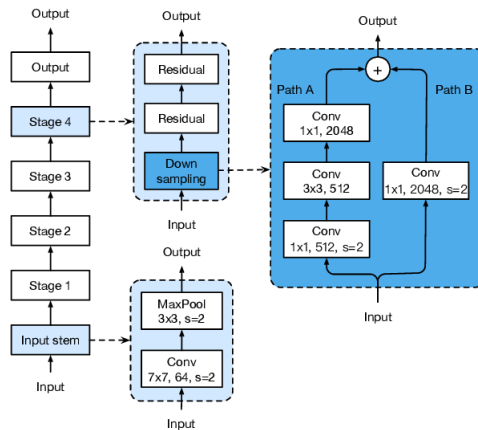 Output
Output
Stage 4
Stage 3
Stage 2
Stage 1
Input stem
Input
Output
Residual
Residual
Down
sampling
Input
Output
MaxPool
3x3, s=2
Conv
7x7, 64, s=2
Input
Output
+
Path A
Path B
Conv
1x1, 2048
Conv
3x3, 512
Conv
1x1, 512, s=2
Conv
1x1, 2048, s=2
Input